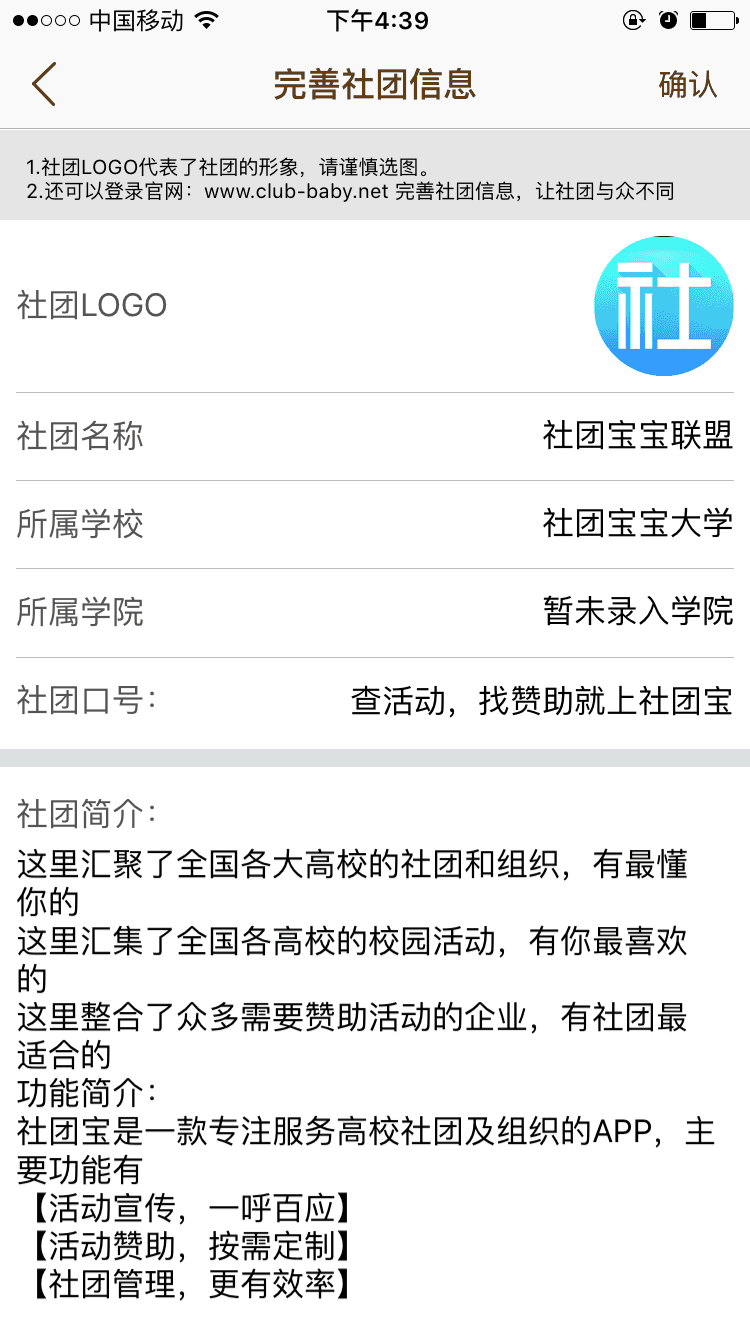 中国移动
下午4:39
完善社团信息
确认
1.社团LOGO代表了社团的形象，请谨慎选图。
2.还可以登录官网：www.club-baby.net 完善社团信息，让社团与众不同
社团LOGO
社
社团名称
社团宝宝联盟
所属学校
社团宝宝大学
所属学院
暂未录入学院
社团口号：
查活动，找赞助就上社团宝
社团简介：
这里汇聚了全国各大高校的社团和组织，有最懂
你的
这里汇集了全国各高校的校园活动，有你最喜欢
的
这里整合了众多需要赞助活动的企业，有社团最
适合的
功能简介：
社团宝是一款专注服务高校社团及组织的APP，主
要功能有
【活动宣传，一呼百应】
【活动赞助，按需定制】
【社团管理，更有效率】